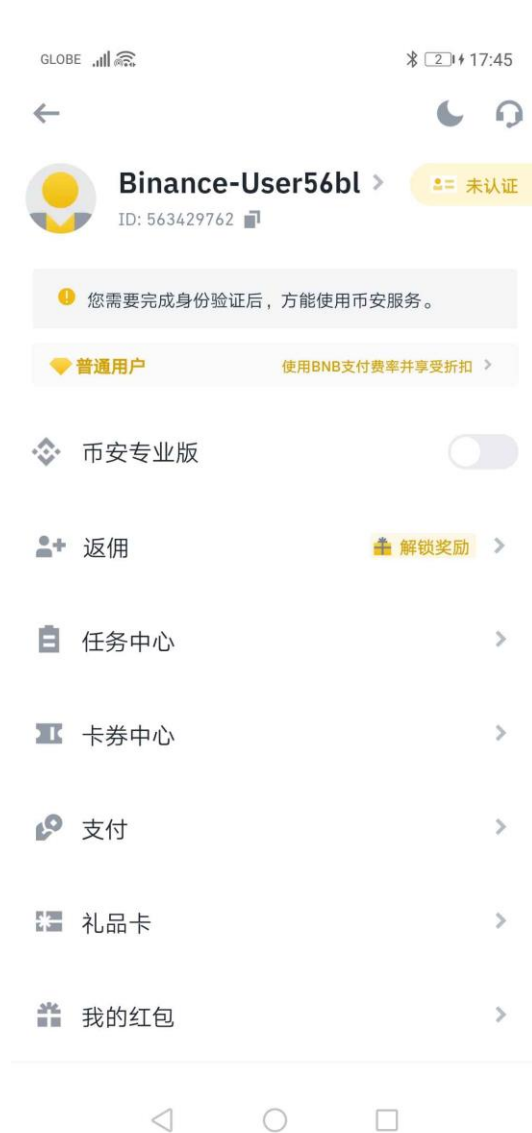 GLOBE 2 17:45
Binance-User56bl 未认证
ID: 563429762
您需要完成身份验证后，方能使用币安服务。
普通用户 使用BNB支付费率并享受折扣
币安专业版
返佣 解锁奖励
任务中心
卡券中心
支付
礼品卡
我的红包